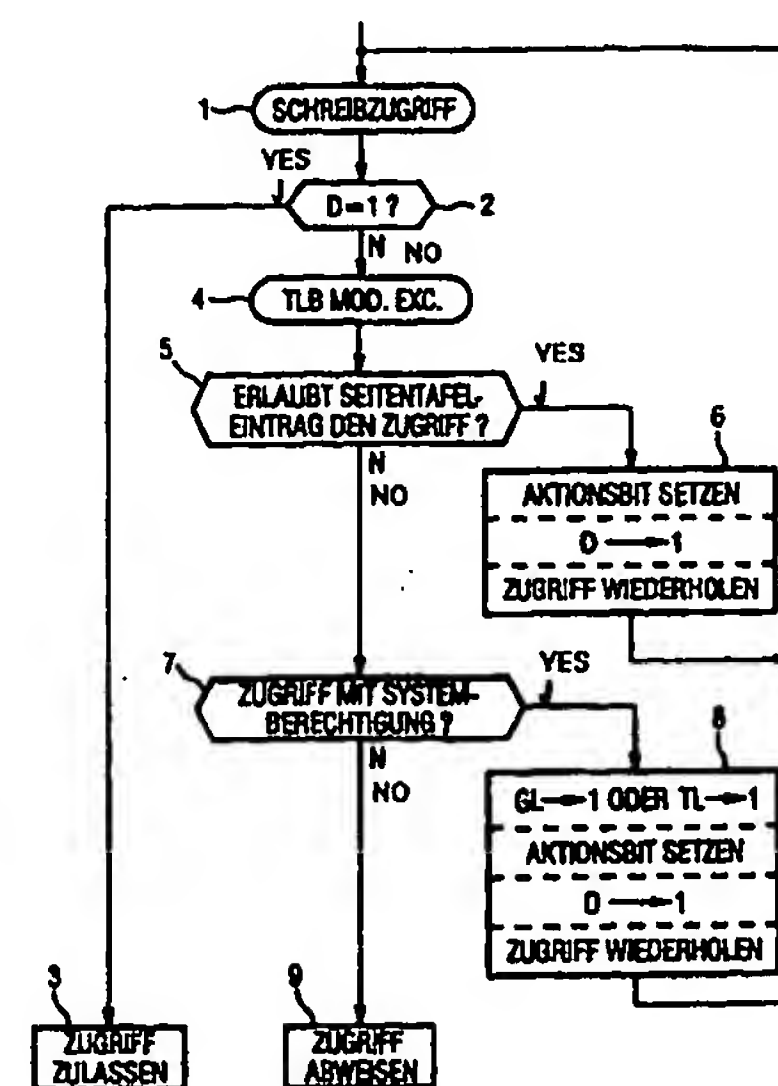 1 SCHREIBZUGRIFF
YES
D=1 ? 2
N NO
4 TLB MOD. EXC.
5
YES
ERLAUBT SEITENTAFEL-
EINTRAG DEN ZUGRIFF ?
N
NO
6
AKTIONSBIT SETZEN
D → 1
ZUGRIFF WIEDERHOLEN
7
YES
ZUGRIFF MIT SYSTEM-
BERECHTIGUNG ?
N
NO
8
GL→1 ODER TL→1
AKTIONSBIT SETZEN
D → 1
ZUGRIFF WIEDERHOLEN
3
ZUGRIFF
ZULASSEN
9
ZUGRIFF
ABWEISEN